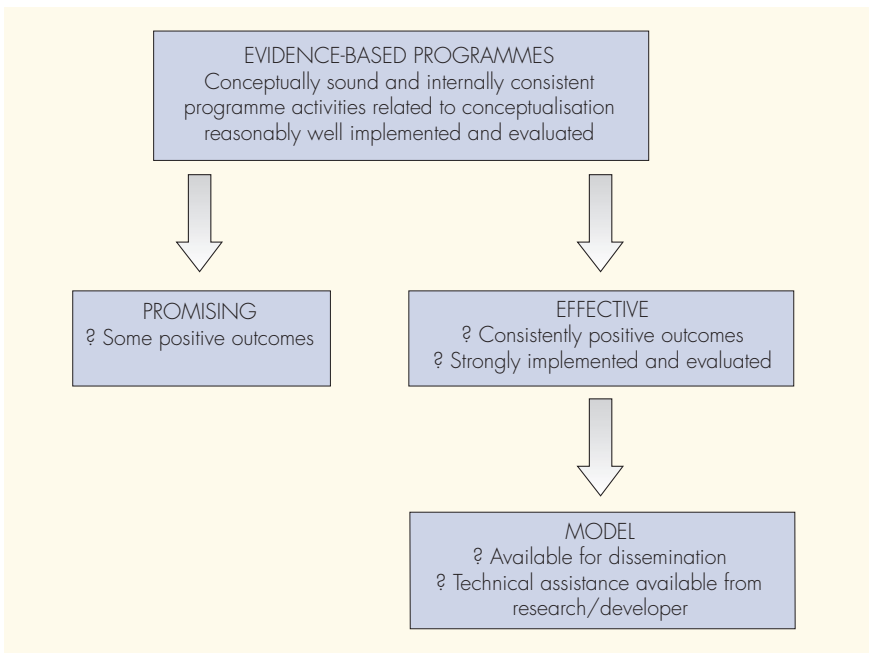 EVIDENCE-BASED PROGRAMMES
Conceptually sound and internally consistent
programme activities related to conceptualisation
reasonably well implemented and evaluated
PROMISING
? Some positive outcomes
EFFECTIVE
? Consistently positive outcomes
? Strongly implemented and evaluated
MODEL
? Available for dissemination
? Technical assistance available from
research/developer